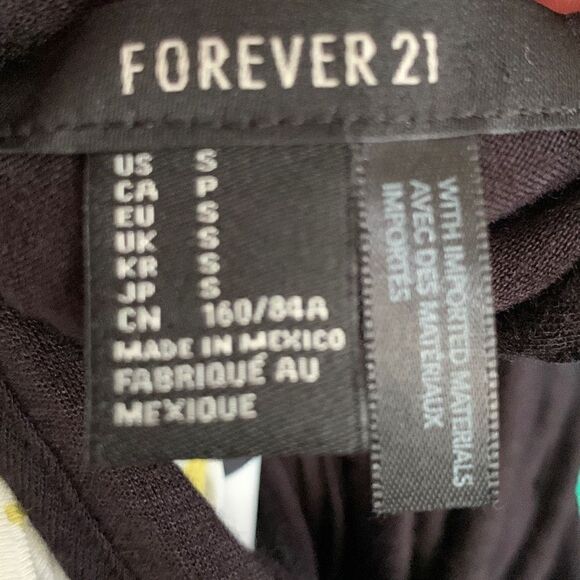 FOREVER 21
US S
CA P
EU S
UK S
KR S
JP S
CN 160/84A
MADE IN MEXICO
FABRIQUÉ AU
MEXIQUE
WITH IMPORTED MATERIALS
AVEC DES MATÉRIAUX
IMPORTÉS